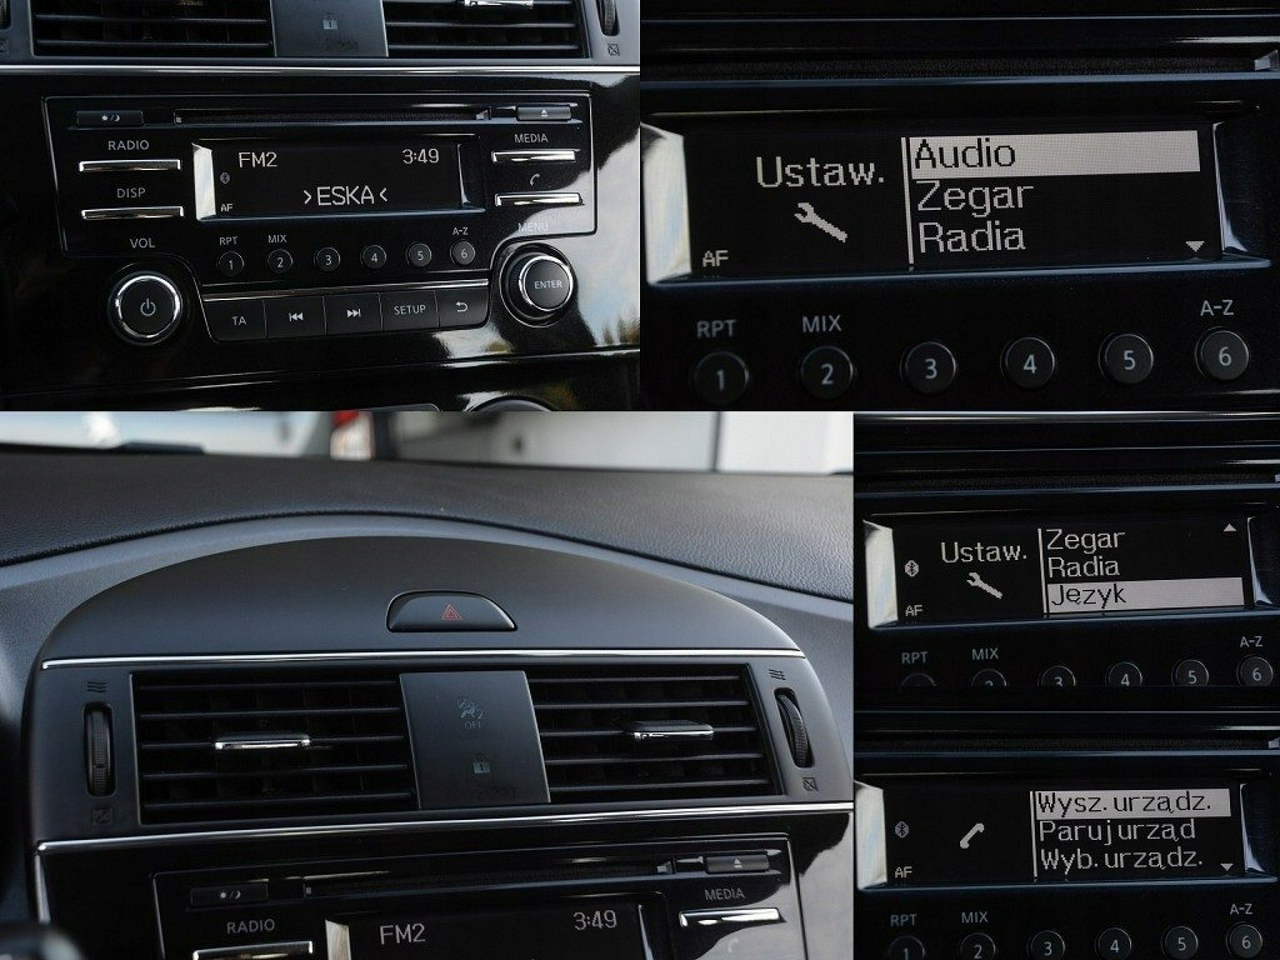 RADIO
MEDIA
FM2 3:49
DISP
>ESKA<
AF
MENU
VOL
RPT MIX A-Z
1 2 3 4 5 6
ENTER
TA SETUP
Ustaw.
Audio
Zegar
Radia
AF
RPT MIX A-Z
1 2 3 4 5 6
OFF
MEDIA
RADIO
FM2 3:49
Ustaw.
Zegar
Radia
Język
AF
RPT MIX A-Z
2 3 4 5 6
Wysz.urządz.
Paruj urząd
Wyb.urządz.
AF
RPT MIX A-Z
1 2 3 4 5 6